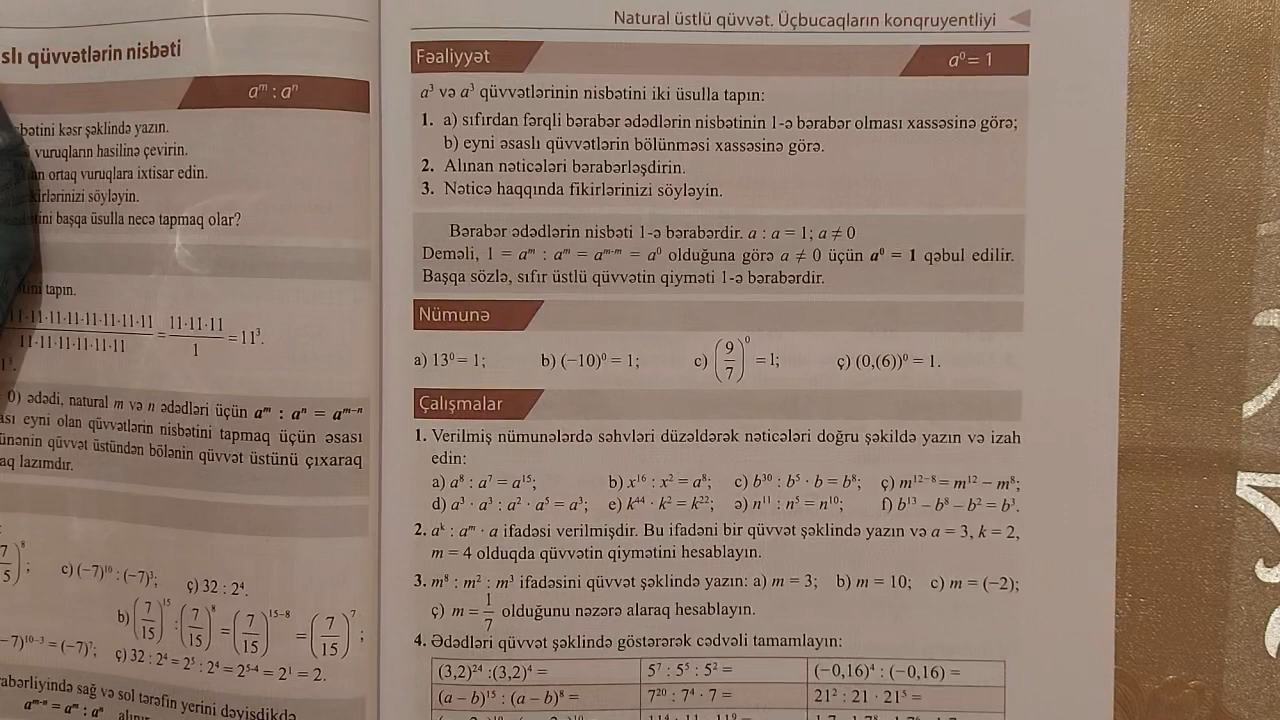 slı qüvvətlərin nisbəti
aᵐ : aⁿ
kəsr şəklində yazın.
vuruqların hasilinə çevirin.
ortaq vuruqlara ixtisar edin.
söyləyin.
başqa üsulla necə tapmaq olar?
tapın.
11·11·11·11·11·11·11·11 / 11·11·11·11·11 = 11·11·11 / 1 = 11³.
0) ədədi, natural m və n ədədləri üçün aᵐ : aⁿ = aᵐ⁻ⁿ
ası eyni olan qüvvətlərin nisbətini tapmaq üçün əsası
qüvvət üstündən bölənin qüvvət üstünü çıxaraq
aq lazımdır.
c) (−7)¹⁰ : (−7)³; ç) 32 : 2⁴.
b) (7/15)¹⁵ : (7/15)⁸ = (7/15)¹⁵⁻⁸ = (7/15)⁷;
−7)¹⁰⁻³ = (−7)⁷; ç) 32 : 2⁴ = 2⁵ : 2⁴ = 2⁵⁻⁴ = 2¹ = 2.
sağ və sol tərəfin yerini dəyişdikdə
aᵐ⁻ⁿ = aᵐ : aⁿ
Natural üstlü qüvvət. Üçbucaqların konqruyentliyi
Fəaliyyət
a⁰ = 1
a³ və a³ qüvvətlərinin nisbətini iki üsulla tapın:
1. a) sıfırdan fərqli bərabər ədədlərin nisbətinin 1-ə bərabər olması xassəsinə görə;
b) eyni əsaslı qüvvətlərin bölünməsi xassəsinə görə.
2. Alınan nəticələri bərabərləşdirin.
3. Nəticə haqqında fikirlərinizi söyləyin.
Bərabər ədədlərin nisbəti 1-ə bərabərdir. a : a = 1; a ≠ 0
Deməli, 1 = aᵐ : aᵐ = aᵐ⁻ᵐ = a⁰ olduğuna görə a ≠ 0 üçün a⁰ = 1 qəbul edilir.
Başqa sözlə, sıfır üstlü qüvvətin qiyməti 1-ə bərabərdir.
Nümunə
a) 13⁰ = 1; b) (−10)⁰ = 1; c) (9/7)⁰ = 1; ç) (0,(6))⁰ = 1.
Çalışmalar
1. Verilmiş nümunələrdə səhvləri düzəldərək nəticələri doğru şəkildə yazın və izah
edin:
a) a⁸ : a⁷ = a¹⁵; b) x¹⁶ : x² = a⁸; c) b³⁰ : b⁵ · b = b⁸; ç) m¹²⁻⁸ = m¹² − m⁸;
d) a³ · a³ : a² · a⁵ = a³; e) k⁴⁴ · k² = k²²; ə) n¹¹ : n⁵ = n¹⁰; f) b¹³ − b⁸ − b² = b³.
2. aᵏ : aᵐ · a ifadəsi verilmişdir. Bu ifadəni bir qüvvət şəklində yazın və a = 3, k = 2,
m = 4 olduqda qüvvətin qiymətini hesablayın.
3. m⁸ : m² : m³ ifadəsini qüvvət şəklində yazın: a) m = 3; b) m = 10; c) m = (−2);
ç) m = 1/7 olduğunu nəzərə alaraq hesablayın.
4. Ədədləri qüvvət şəklində göstərərək cədvəli tamamlayın:
(3,2)²⁴ :(3,2)⁴ = 5⁷ : 5⁵ : 5² = (−0,16)⁴ : (−0,16) =
(a − b)¹⁵ : (a − b)⁸ = 7²⁰ : 7⁴ · 7 = 21² : 21 · 21⁵ =